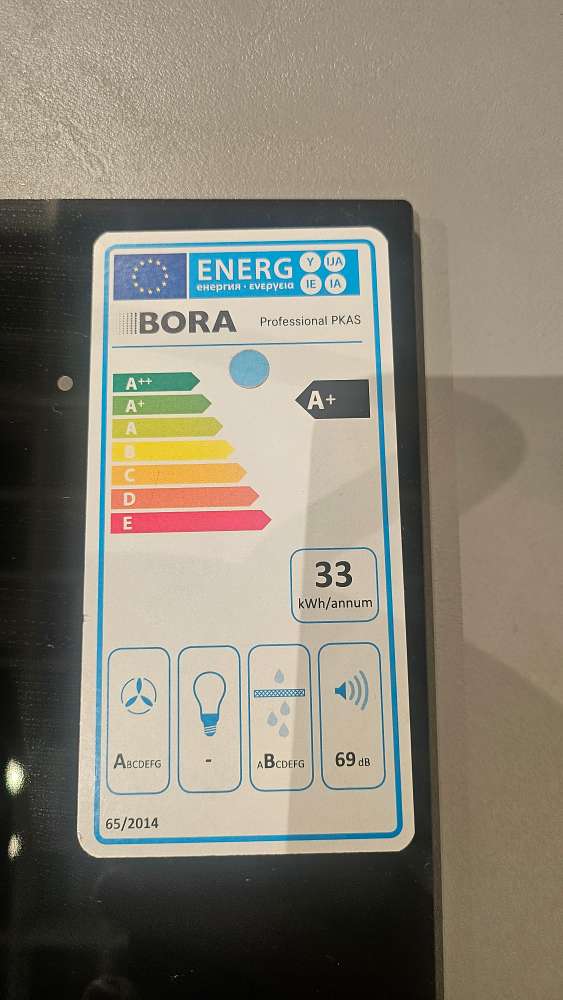 ENERG Y IJA
енергия · ενεργεια IE IA
BORA Professional PKAS
A++
A+
A+
A
B
C
D
E
33
kWh/annum
ABCDEFG
-
ABCDEFG
69 dB
65/2014